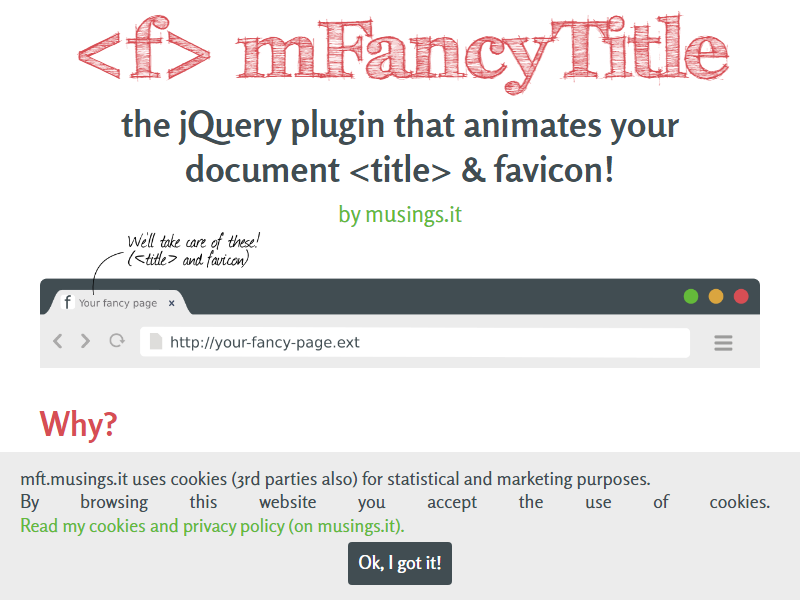 <f> mFancyTitle
the jQuery plugin that animates your
document <title> & favicon!
by musings.it
We'll take care of these!
(<title> and favicon)
f Your fancy page x
http://your-fancy-page.ext
Why?
mft.musings.it uses cookies (3rd parties also) for statistical and marketing purposes.
By browsing this website you accept the use of cookies.
Read my cookies and privacy policy (on musings.it).
Ok, I got it!